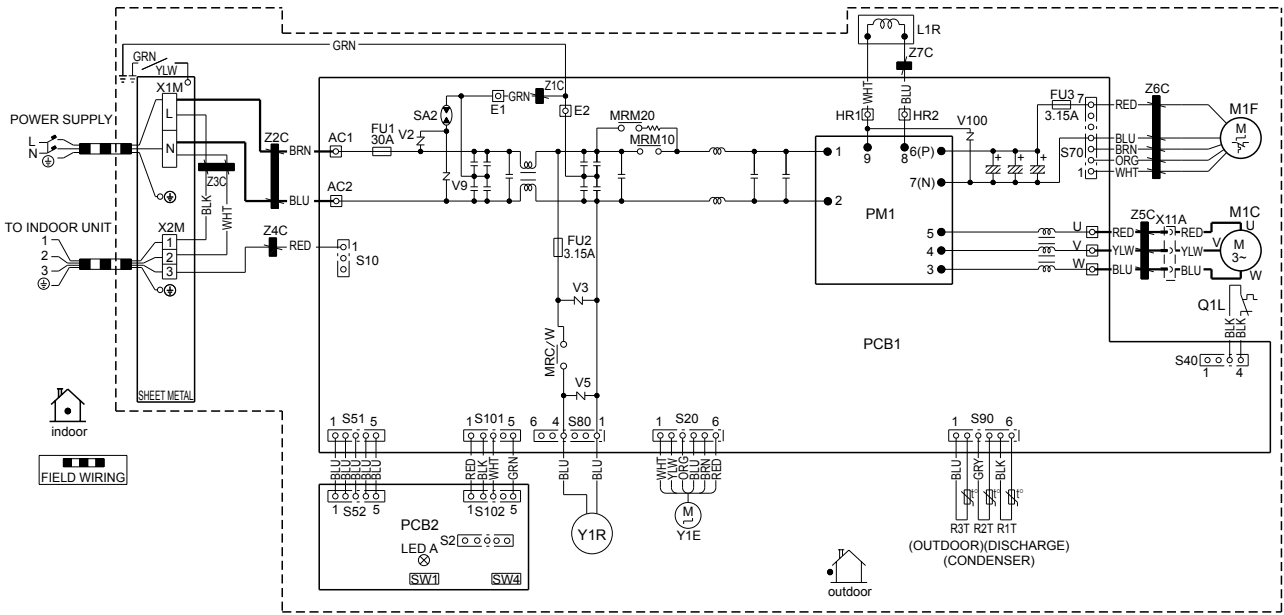 GRN
L1R
GRN
YLW
X1M
Z7C
WHT
BLU
Z1C
E1
GRN
E2
SA2
HR1
HR2
FU3
3.15A
7
RED
Z6C
M1F
POWER SUPPLY
L
N
L
N
Z2C
BRN
AC1
FU1
30A
V2
MRM20
MRM10
V100
9
8
6(P)
7(N)
1
2
PM1
S70
BLU
BRN
ORG
WHT
1
M
Z3C
BLK
WHT
BLU
AC2
V9
TO INDOOR UNIT
1
2
3
X2M
1
2
3
Z4C
RED
1
S10
FU2
3.15A
5
4
3
U
V
W
Z5C
X11A
RED
YLW
BLU
RED
YLW
BLU
M1C
U
V
W
M
3~
Q1L
BLK
BLK
V3
MRC/W
V5
PCB1
S40
1
4
SHEET METAL
indoor
FIELD WIRING
1 S51 5
1 S101 5
6 4 S80 1
1 S20 6
1 S90 6
BLU
BLU
BLU
BLU
BLU
RED
BLK
WHT
GRN
BLU
BLU
WHT
YLW
ORG
BLU
BRN
RED
BLU
GRY
BLK
t°
t°
t°
1 S52 5
1 S102 5
PCB2
LED A
S2
SW1
SW4
Y1R
M
Y1E
R3T R2T R1T
(OUTDOOR)(DISCHARGE)
(CONDENSER)
outdoor